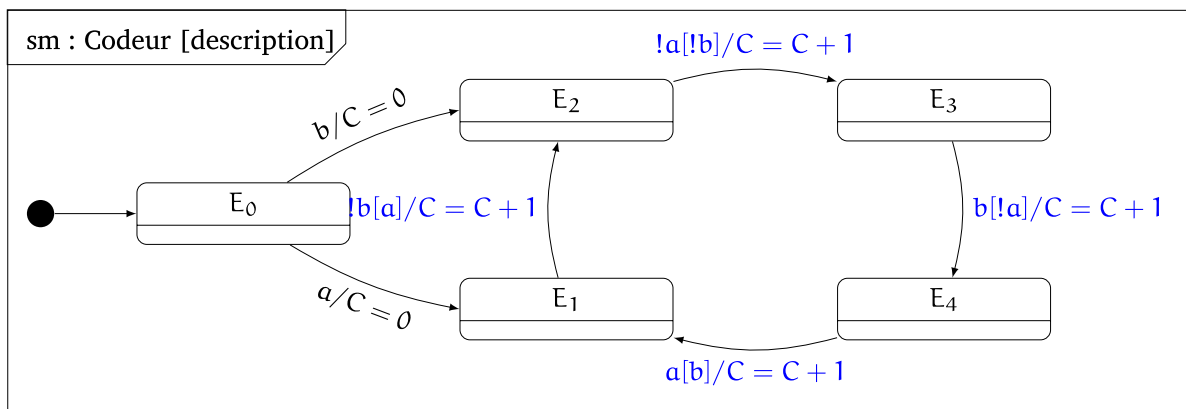 sm : Codeur [description]
!a[!b]/C = C + 1
b/C = 0
E₂
E₃
E₀
!b[a]/C = C + 1
b[!a]/C = C + 1
a/C = 0
E₁
E₄
a[b]/C = C + 1